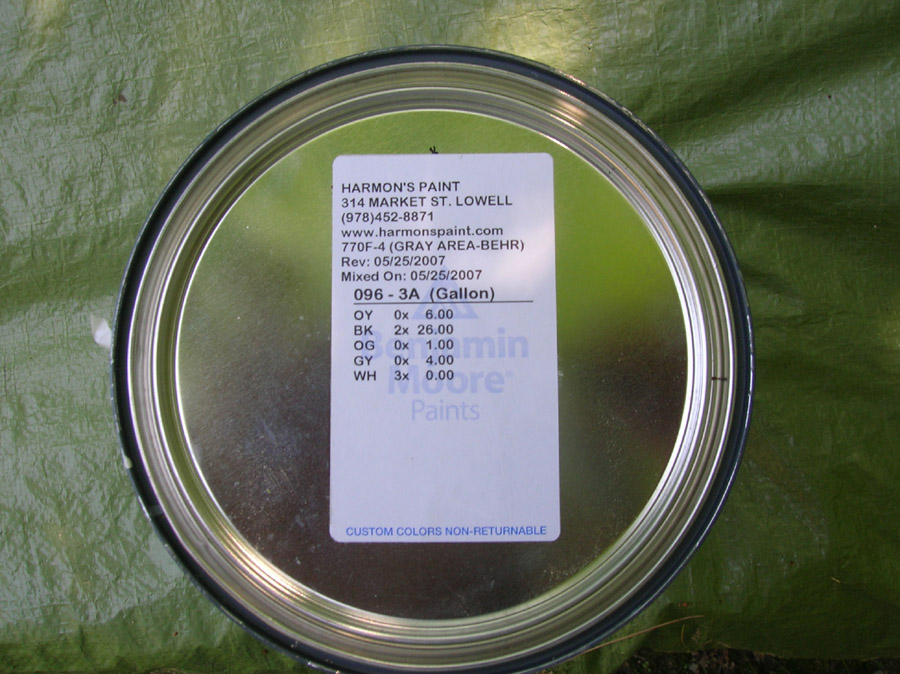 HARMON'S PAINT
314 MARKET ST. LOWELL
(978)452-8871
www.harmonspaint.com
770F-4 (GRAY AREA-BEHR)
Rev: 05/25/2007
Mixed On: 05/25/2007
096 - 3A (Gallon)
OY 0x 6.00
BK 2x 26.00
OG 0x 1.00
GY 0x 4.00
WH 3x 0.00
Benjamin
Moore®
Paints
CUSTOM COLORS NON-RETURNABLE